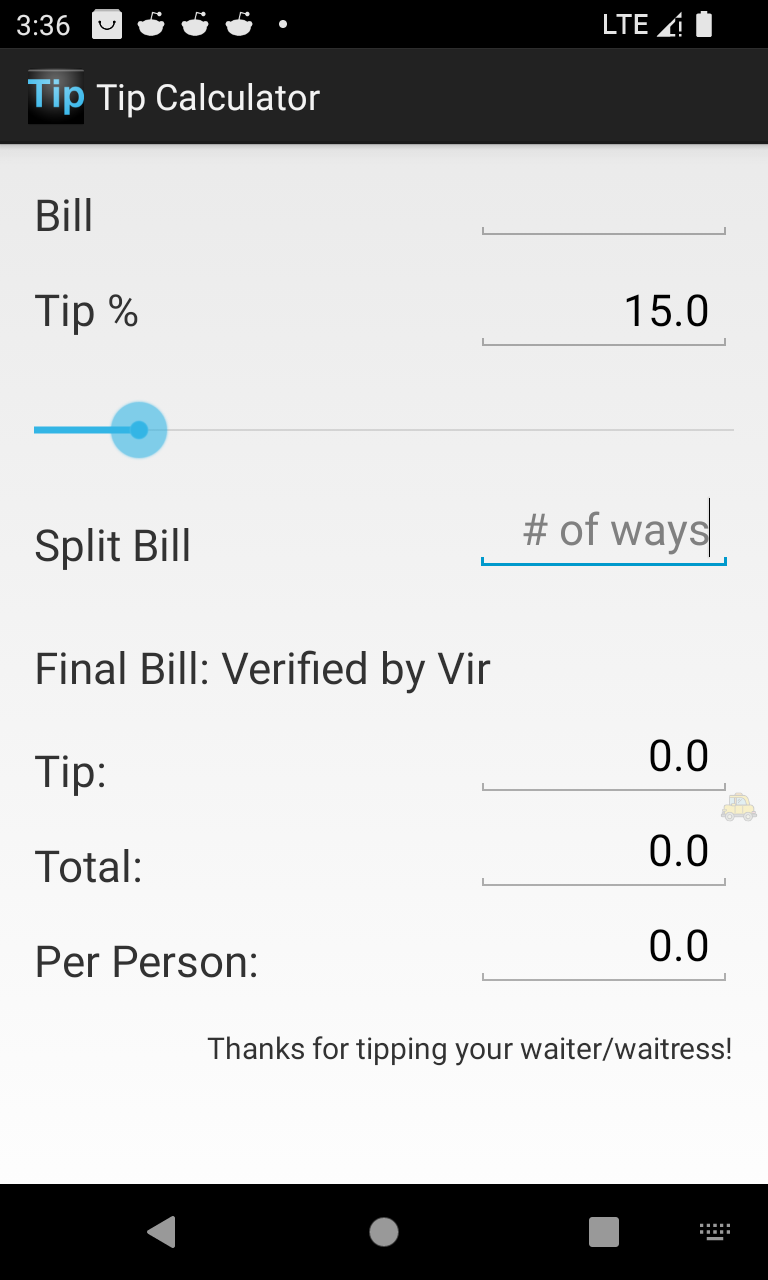 3:36
LTE
Tip Tip Calculator
Bill
Tip % 15.0
Split Bill # of ways
Final Bill: Verified by Vir
Tip: 0.0
Total: 0.0
Per Person: 0.0
Thanks for tipping your waiter/waitress!